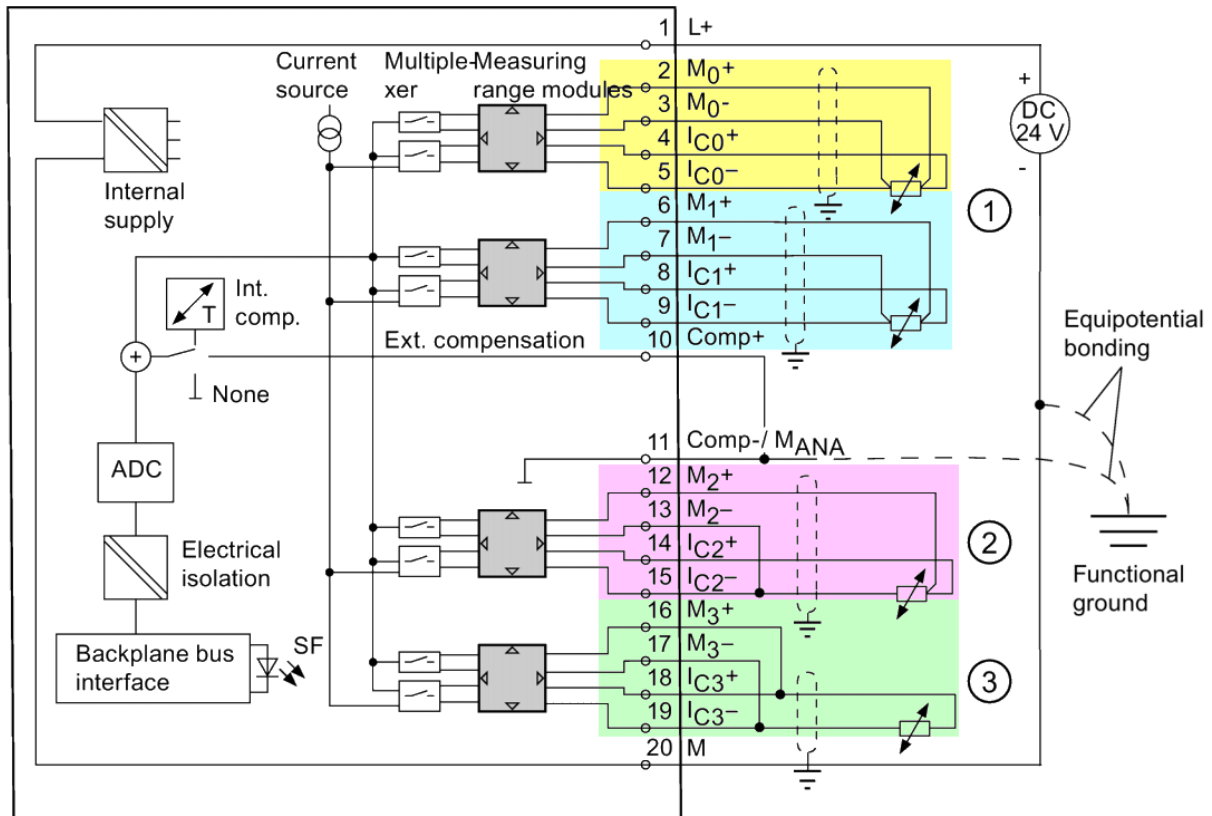 1 L+
Current source
Multiple-xer
Measuring range modules
2 M0+
3 M0-
4 IC0+
5 IC0−
+
DC 24 V
-
Internal supply
6 M1+
7 M1−
8 IC1+
9 IC1−
10 Comp+
1
T
Int. comp.
Ext. compensation
+
None
Equipotential bonding
11 Comp-/ MANA
ADC
12 M2+
13 M2−
14 IC2+
15 IC2−
2
Electrical isolation
Functional ground
16 M3+
17 M3−
18 IC3+
19 IC3−
3
Backplane bus interface
SF
20 M